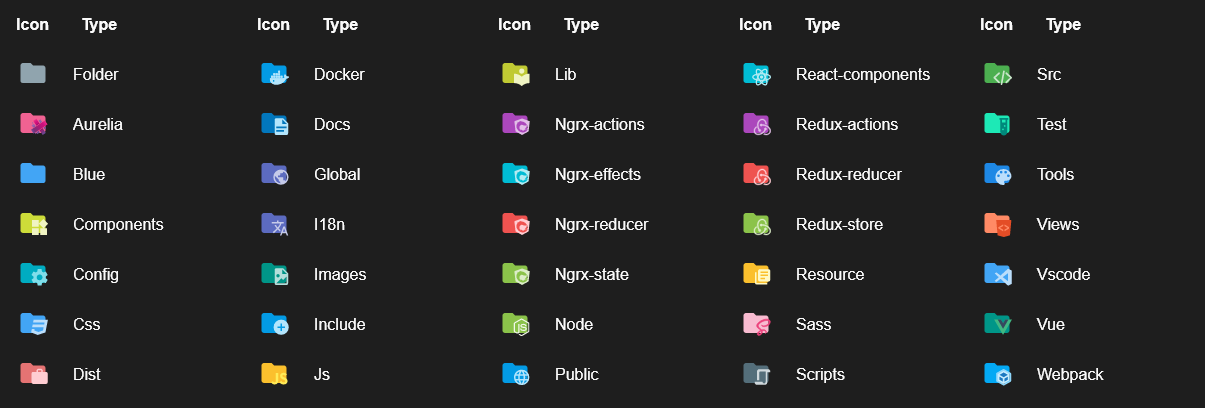 Icon Type Icon Type Icon Type Icon Type Icon Type
Folder Docker Lib React-components Src
Aurelia Docs Ngrx-actions Redux-actions Test
Blue Global Ngrx-effects Redux-reducer Tools
Components I18n Ngrx-reducer Redux-store Views
Config Images Ngrx-state Resource Vscode
Css Include Node Sass Vue
Dist Js Public Scripts Webpack